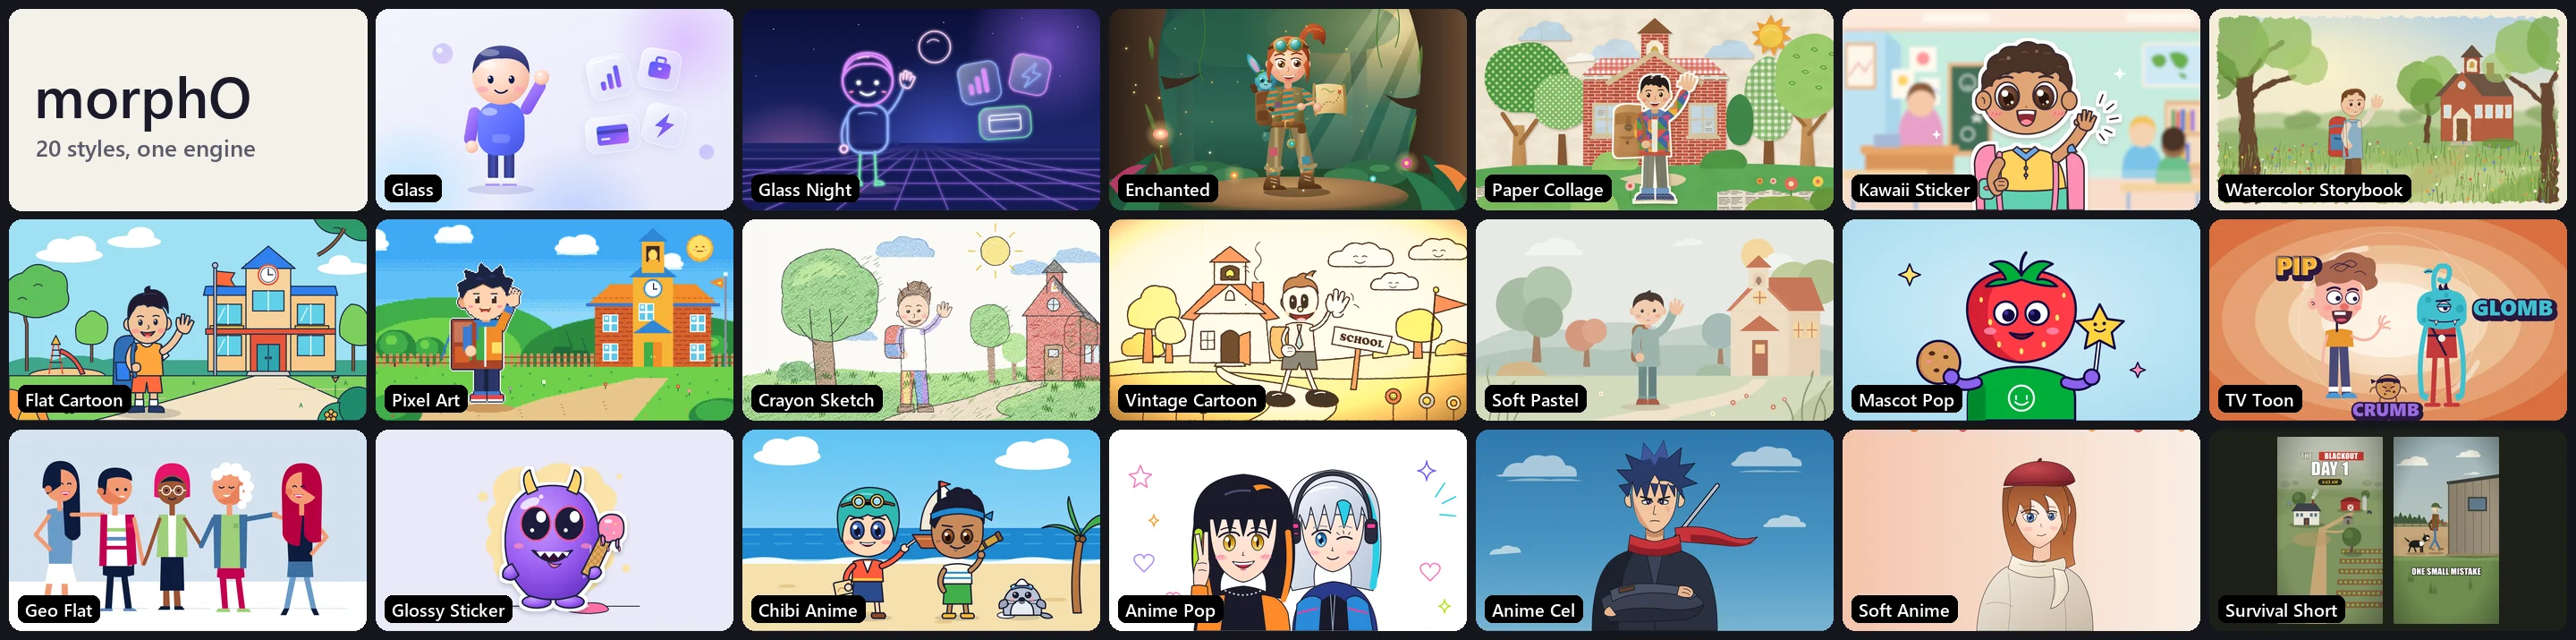 morphO
20 styles, one engine
Glass
Glass Night
Enchanted
Paper Collage
Kawaii Sticker
Watercolor Storybook
Flat Cartoon
Pixel Art
Crayon Sketch
SCHOOL
Vintage Cartoon
Soft Pastel
Mascot Pop
PIP
GLOMB
CRUMB
TV Toon
Geo Flat
Glossy Sticker
Chibi Anime
Anime Pop
Anime Cel
Soft Anime
THE BLACKOUT
DAY 1
ONE SMALL MISTAKE
Survival Short